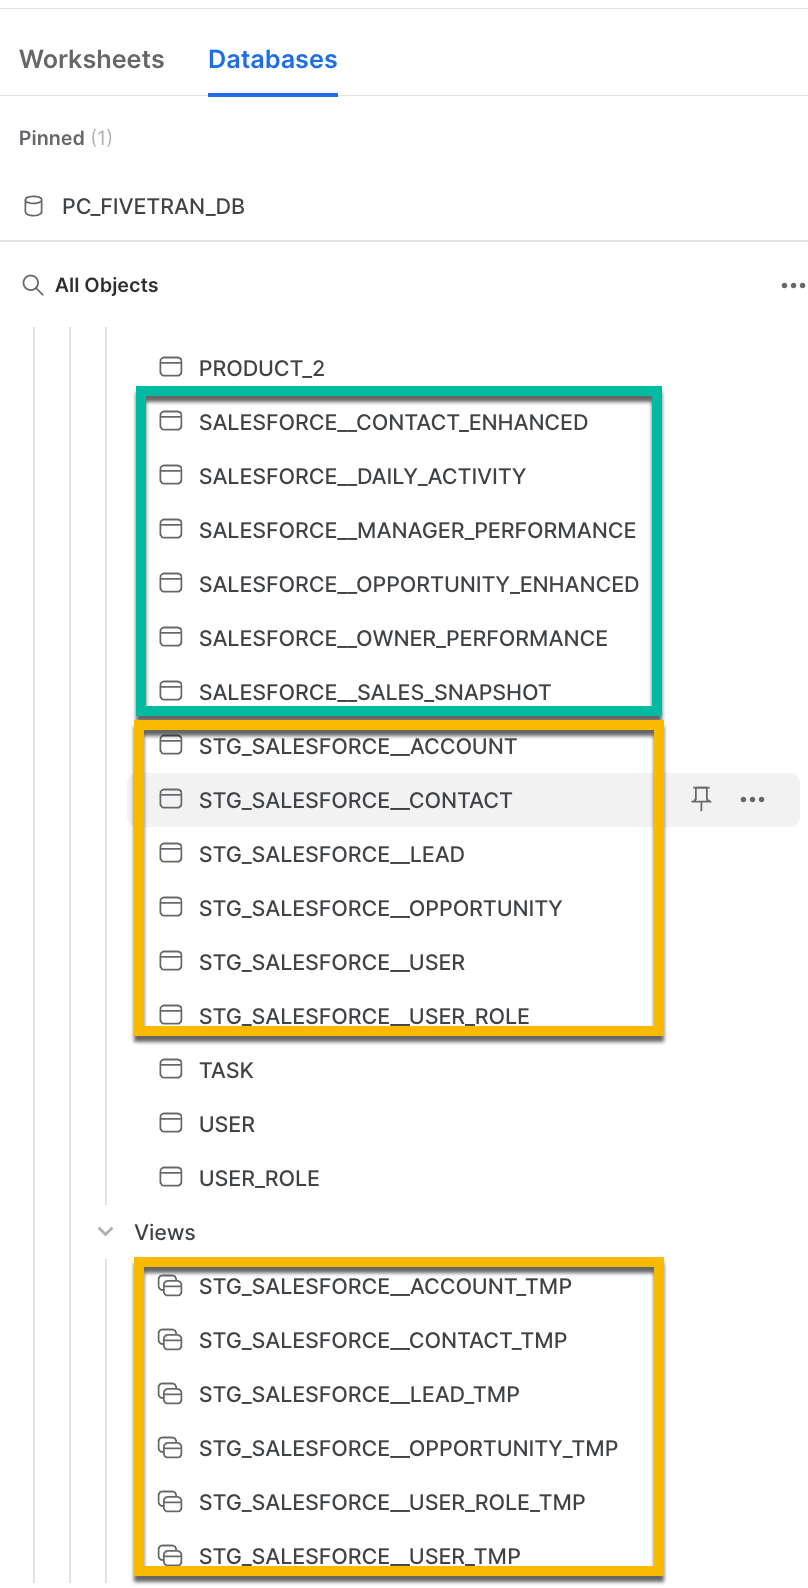 Worksheets Databases
Pinned (1)
PC_FIVETRAN_DB
All Objects
PRODUCT_2
SALESFORCE__CONTACT_ENHANCED
SALESFORCE__DAILY_ACTIVITY
SALESFORCE__MANAGER_PERFORMANCE
SALESFORCE__OPPORTUNITY_ENHANCED
SALESFORCE__OWNER_PERFORMANCE
SALESFORCE__SALES_SNAPSHOT
STG_SALESFORCE__ACCOUNT
STG_SALESFORCE__CONTACT
STG_SALESFORCE__LEAD
STG_SALESFORCE__OPPORTUNITY
STG_SALESFORCE__USER
STG_SALESFORCE__USER_ROLE
TASK
USER
USER_ROLE
Views
STG_SALESFORCE__ACCOUNT_TMP
STG_SALESFORCE__CONTACT_TMP
STG_SALESFORCE__LEAD_TMP
STG_SALESFORCE__OPPORTUNITY_TMP
STG_SALESFORCE__USER_ROLE_TMP
STG_SALESFORCE__USER_TMP